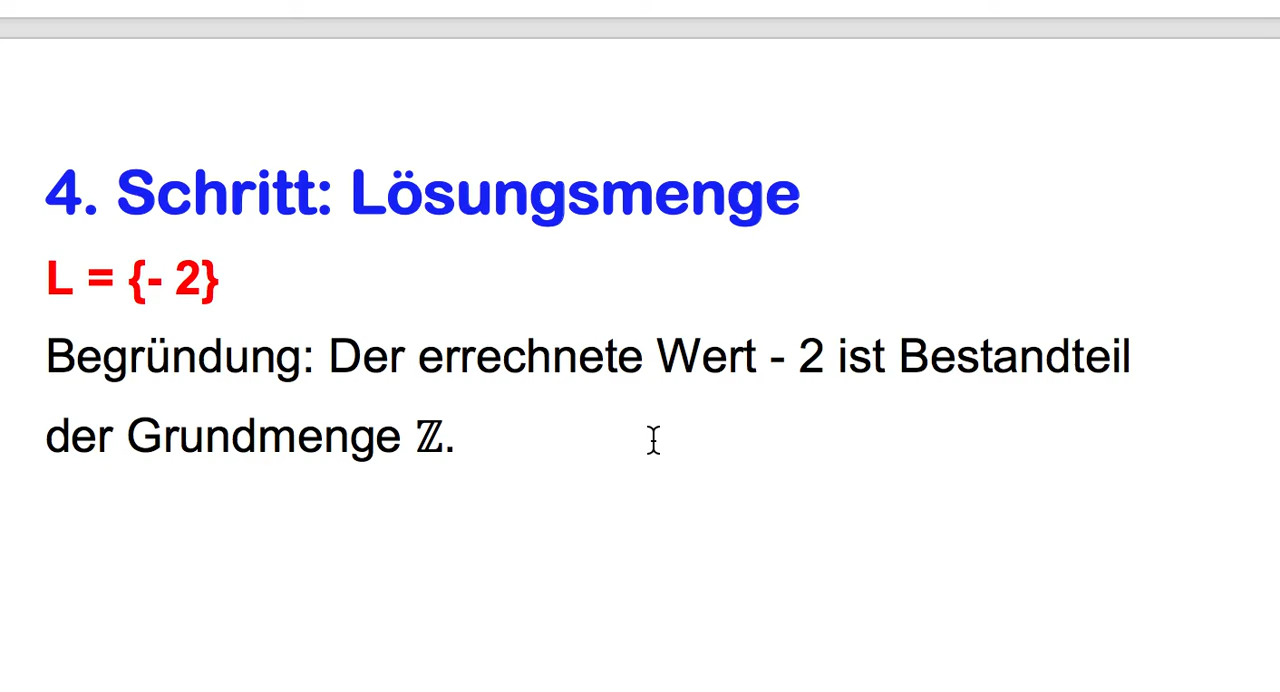 4. Schritt: Lösungsmenge
L = {- 2}
Begründung: Der errechnete Wert - 2 ist Bestandteil
der Grundmenge ℤ.